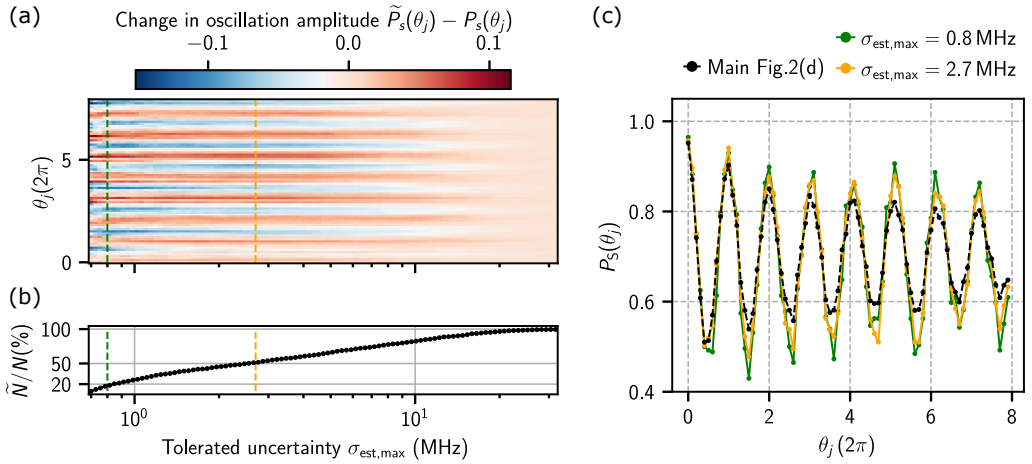 (a)
Change in oscillation amplitude P̃ₛ(θⱼ) − Pₛ(θⱼ)
−0.1 0.0 0.1
5
0
θⱼ(2π)
(b)
100
50
20
Ñ/N(%)
10⁰ 10¹
Tolerated uncertainty σest,max (MHz)
(c)
Main Fig.2(d)
σest,max = 0.8 MHz
σest,max = 2.7 MHz
1.0
0.8
0.6
0.4
P_S(θⱼ)
0 2 4 6 8
θⱼ(2π)